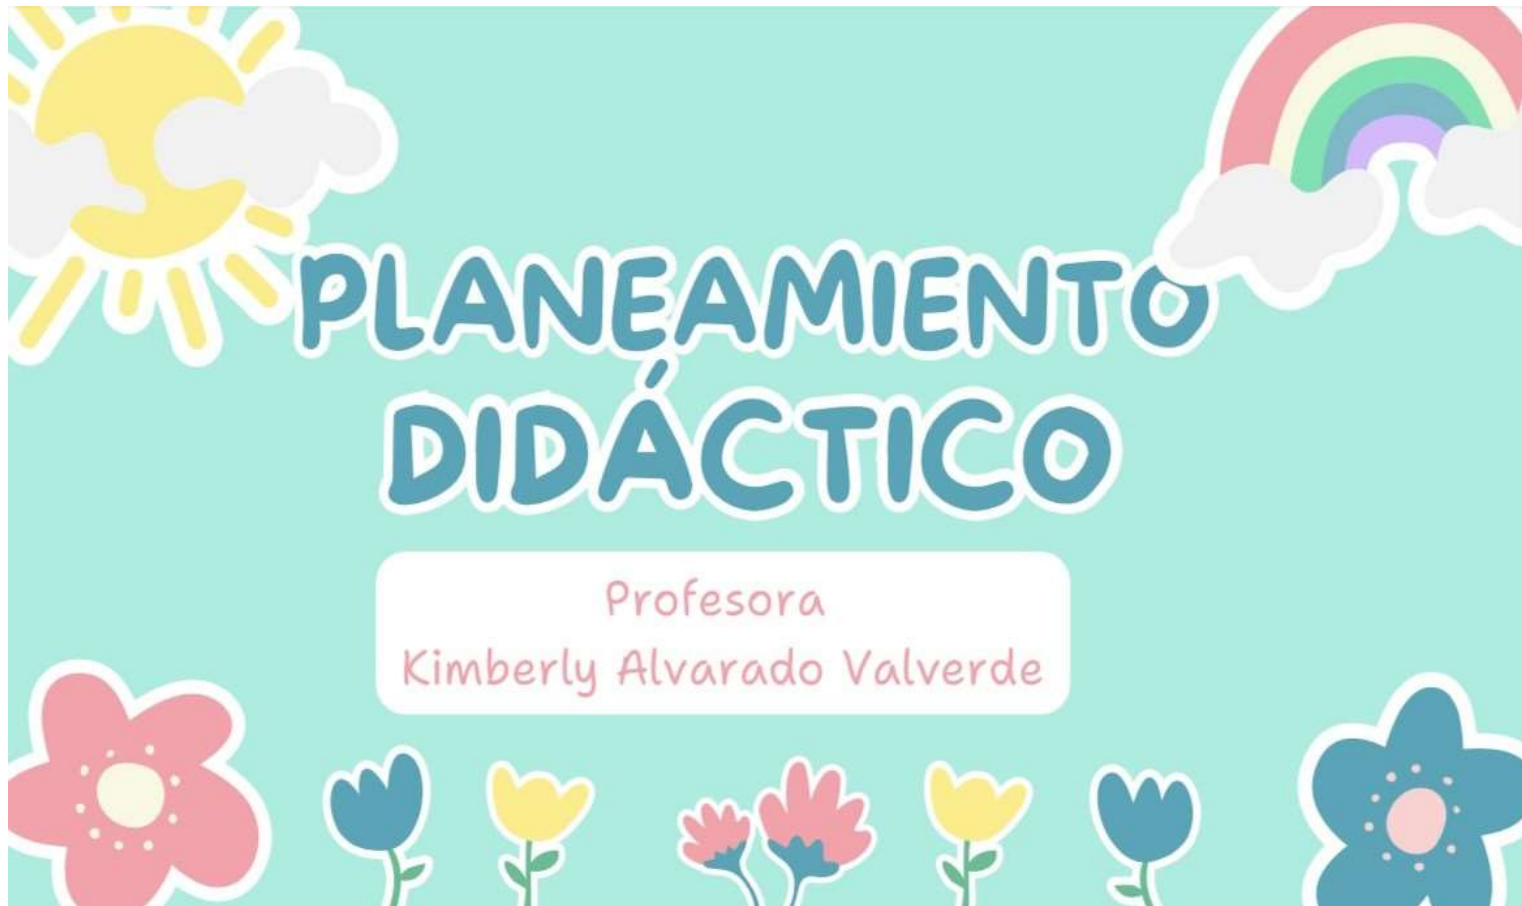 PLANEAMIENTO
DIDÁCTICO
Profesora
Kimberly Alvarado Valverde